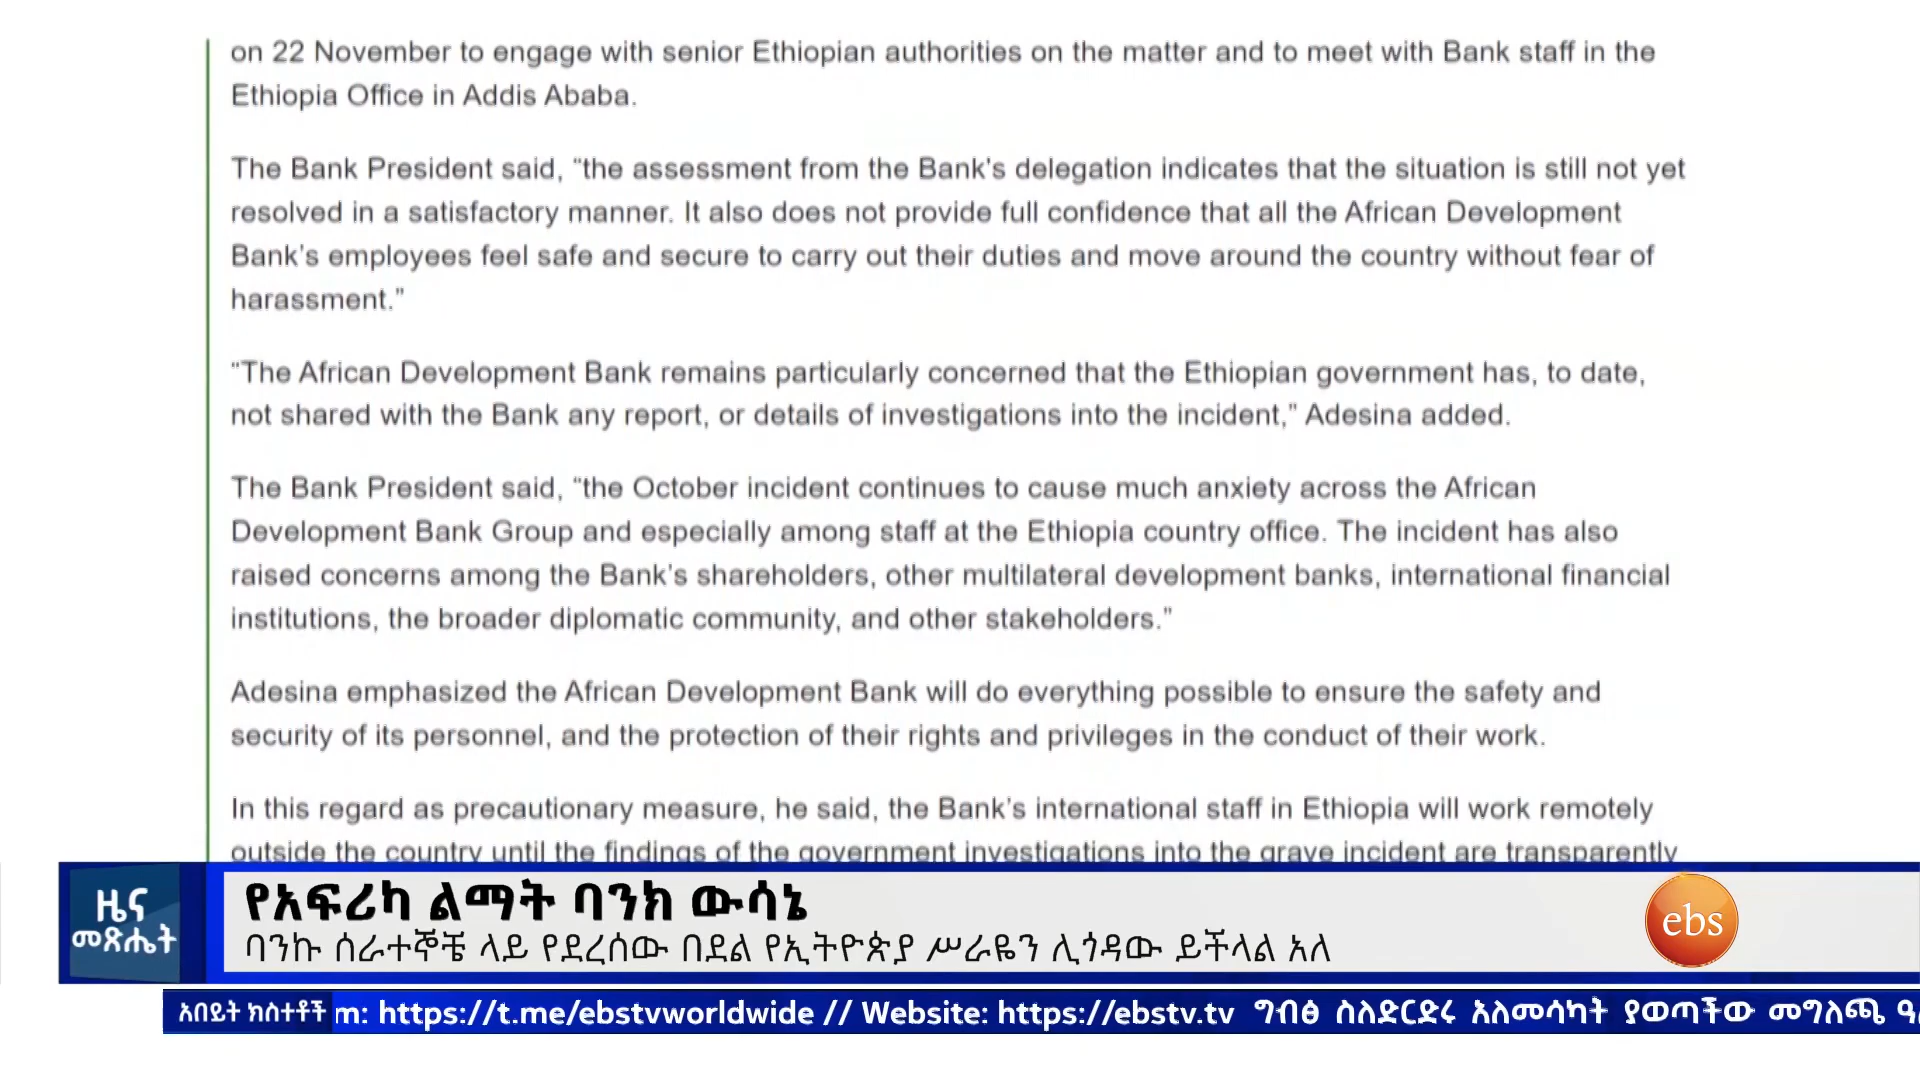 on 22 November to engage with senior Ethiopian authorities on the matter and to meet with Bank staff in the
Ethiopia Office in Addis Ababa.
The Bank President said, “the assessment from the Bank’s delegation indicates that the situation is still not yet
resolved in a satisfactory manner. It also does not provide full confidence that all the African Development
Bank’s employees feel safe and secure to carry out their duties and move around the country without fear of
harassment.”
“The African Development Bank remains particularly concerned that the Ethiopian government has, to date,
not shared with the Bank any report, or details of investigations into the incident,” Adesina added.
The Bank President said, “the October incident continues to cause much anxiety across the African
Development Bank Group and especially among staff at the Ethiopia country office. The incident has also
raised concerns among the Bank’s shareholders, other multilateral development banks, international financial
institutions, the broader diplomatic community, and other stakeholders.”
Adesina emphasized the African Development Bank will do everything possible to ensure the safety and
security of its personnel, and the protection of their rights and privileges in the conduct of their work.
In this regard as precautionary measure, he said, the Bank’s international staff in Ethiopia will work remotely
outside the country until the findings of the government investigations into the grave incident are transparently
ዜና
መጽሔት
የአፍሪካ ልማት ባንክ ውሳኔ
ባንኩ ሰራተኞቼ ላይ የደረሰው በደል የኢትዮጵያ ሥራዬን ሊጎዳው ይችላል አለ
ebs
አበይት ክስተቶች m: https://t.me/ebstvworldwide // Website: https://ebstv.tv ግብፅ ስለድርድሩ አለመሳካት ያወጣችው መግለጫ